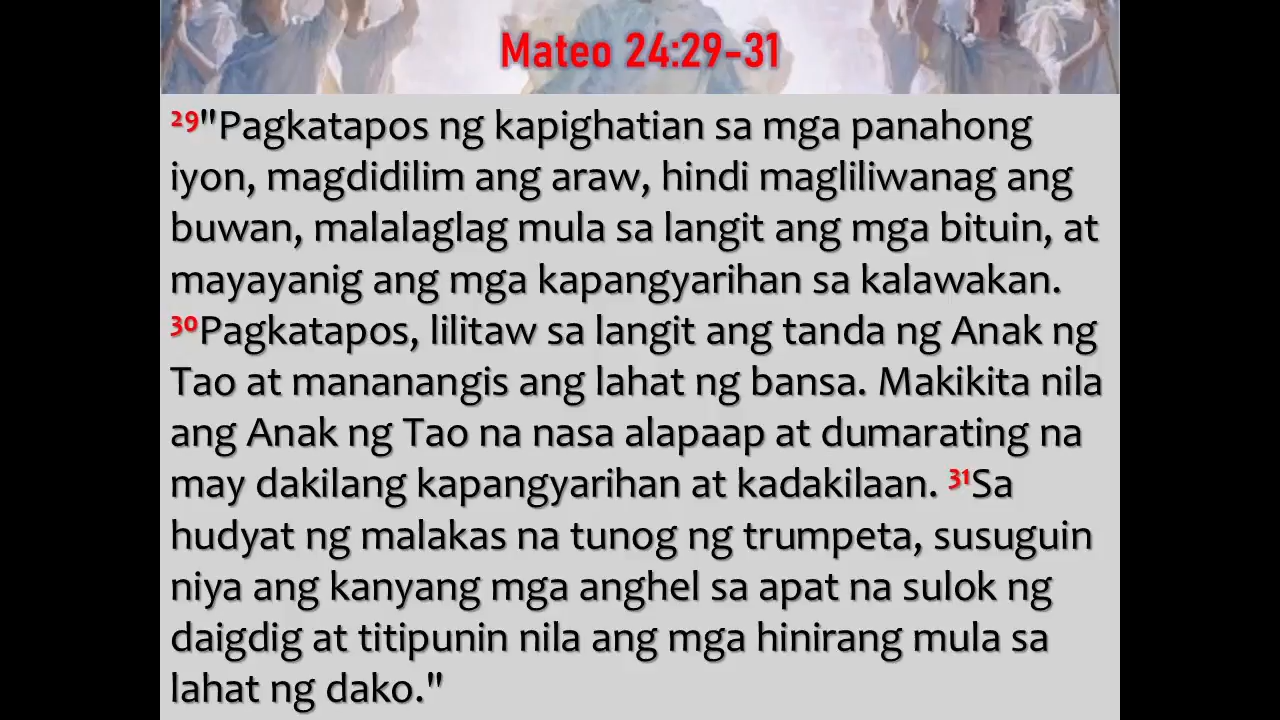 Mateo 24:29-31
29"Pagkatapos ng kapighatian sa mga panahong
iyon, magdidilim ang araw, hindi magliliwanag ang
buwan, malalaglag mula sa langit ang mga bituin, at
mayayanig ang mga kapangyarihan sa kalawakan.
30Pagkatapos, lilitaw sa langit ang tanda ng Anak ng
Tao at mananangis ang lahat ng bansa. Makikita nila
ang Anak ng Tao na nasa alapaap at dumarating na
may dakilang kapangyarihan at kadakilaan. 31Sa
hudyat ng malakas na tunog ng trumpeta, susuguin
niya ang kanyang mga anghel sa apat na sulok ng
daigdig at titipunin nila ang mga hinirang mula sa
lahat ng dako."